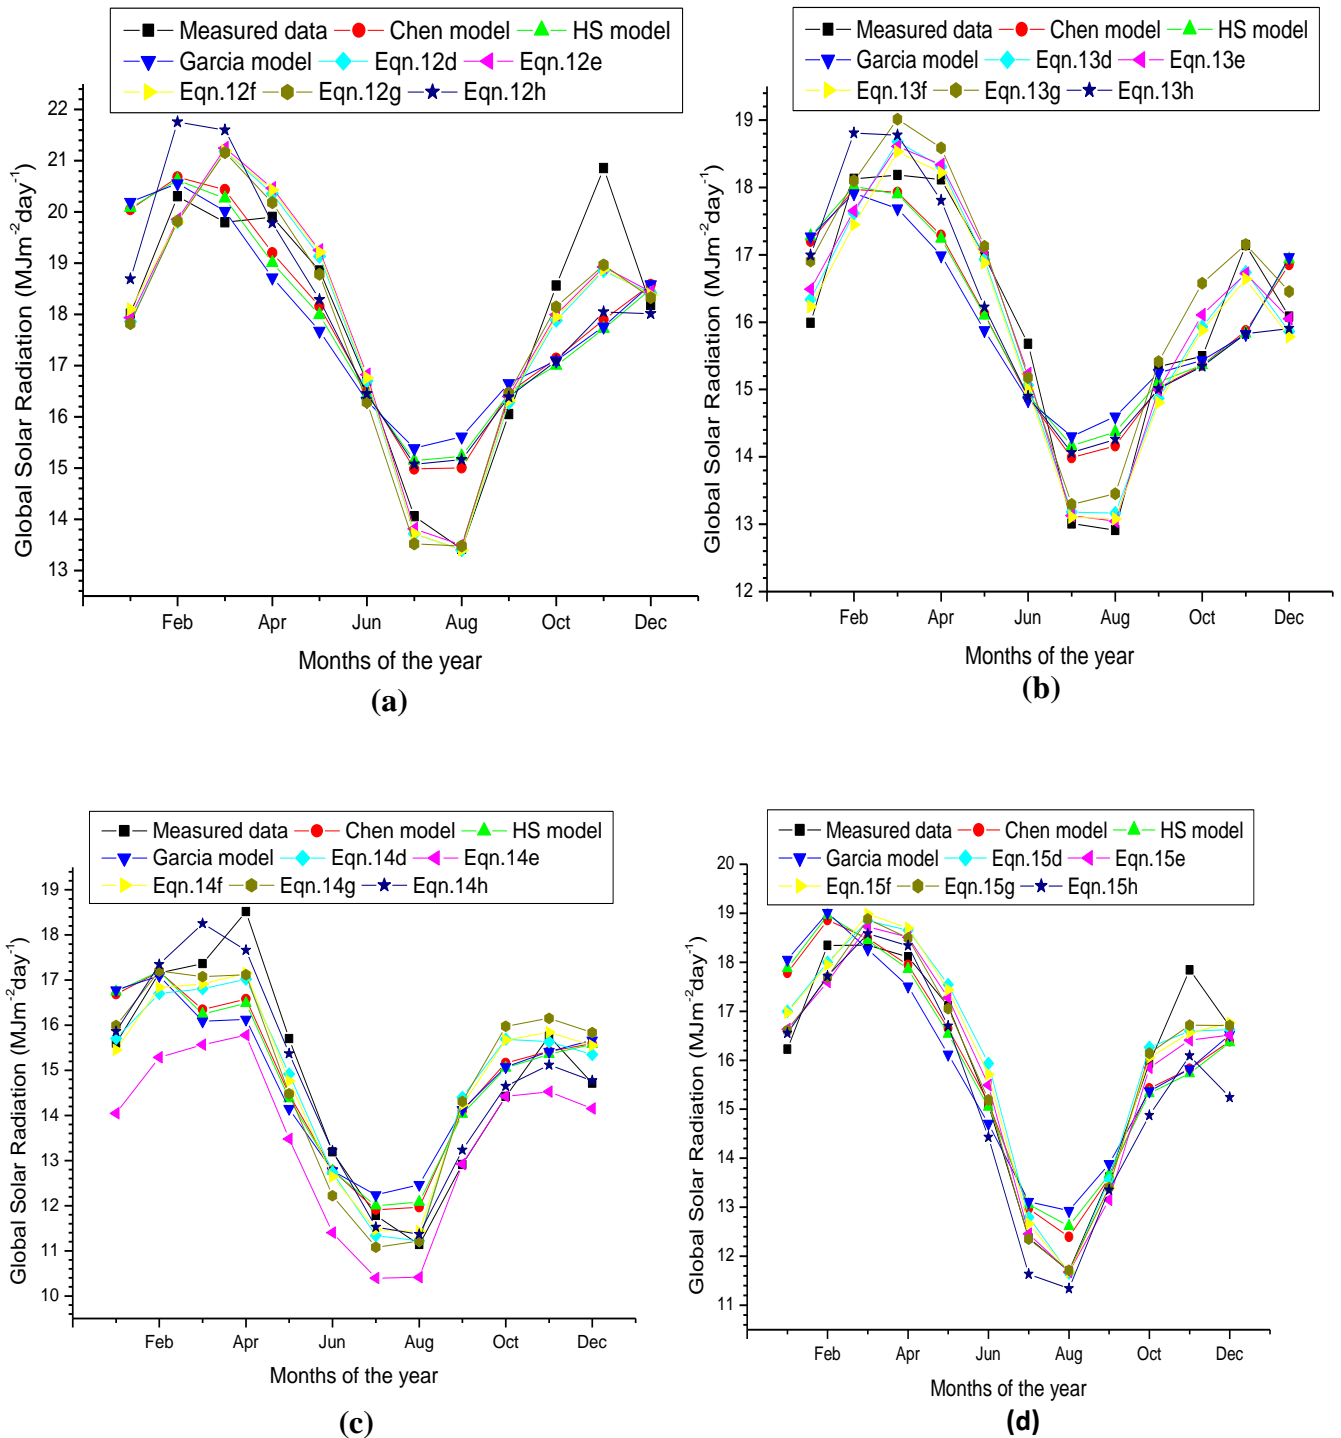 Measured data Chen model HS model
Garcia model Eqn.12d Eqn.12e
Eqn.12f Eqn.12g Eqn.12h
22
21
20
19
18
17
16
15
14
13
Global Solar Radiation (MJm-2day-1)
Feb Apr Jun Aug Oct Dec
Months of the year
(a)
Measured data Chen model HS model
Garcia model Eqn.13d Eqn.13e
Eqn.13f Eqn.13g Eqn.13h
19
18
17
16
15
14
13
12
Global Solar Radiation (MJm-2day-1)
Feb Apr Jun Aug Oct Dec
Months of the year
(b)
Measured data Chen model HS model
Garcia model Eqn.14d Eqn.14e
Eqn.14f Eqn.14g Eqn.14h
19
18
17
16
15
14
13
12
11
10
Global Solar Radiation (MJm-2day-1)
Feb Apr Jun Aug Oct Dec
Months of the year
(c)
Measured data Chen model HS model
Garcia model Eqn.15d Eqn.15e
Eqn.15f Eqn.15g Eqn.15h
20
19
18
17
16
15
14
13
12
11
Global Solar Radiation (MJm-2day-1)
Feb Apr Jun Aug Oct Dec
Months of the year
(d)